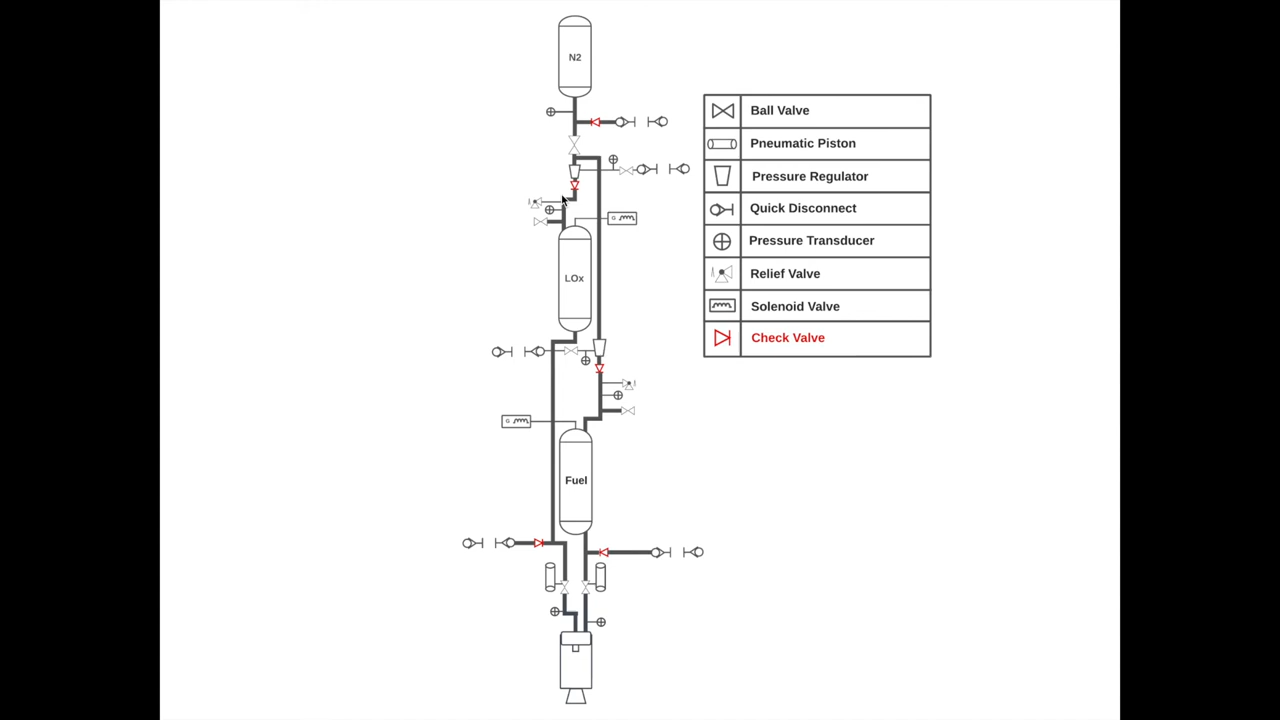 N2
Ball Valve
Pneumatic Piston
Pressure Regulator
Quick Disconnect
Pressure Transducer
Relief Valve
Solenoid Valve
Check Valve
LOx
Fuel